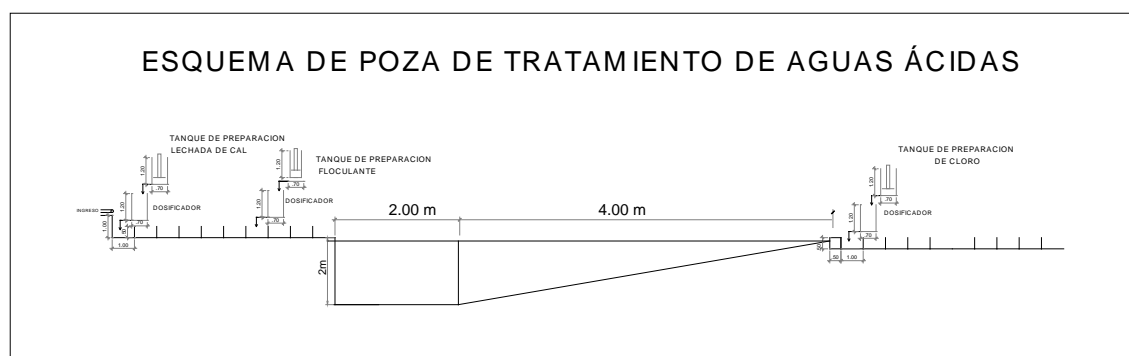 ESQUEMA DE POZA DE TRATAMIENTO DE AGUAS ÁCIDAS
TANQUE DE PREPARACION
LECHADA DE CAL
1.20
.70
DOSIFICADOR
1.20
.70
INGRESO
1.00
.50
1.00
TANQUE DE PREPARACION
FLOCULANTE
1.20
.70
DOSIFICADOR
1.20
.70
2.00 m
4.00 m
2m
TANQUE DE PREPARACION
DE CLORO
1.20
.70
DOSIFICADOR
1.20
.70
.50
.50
1.00